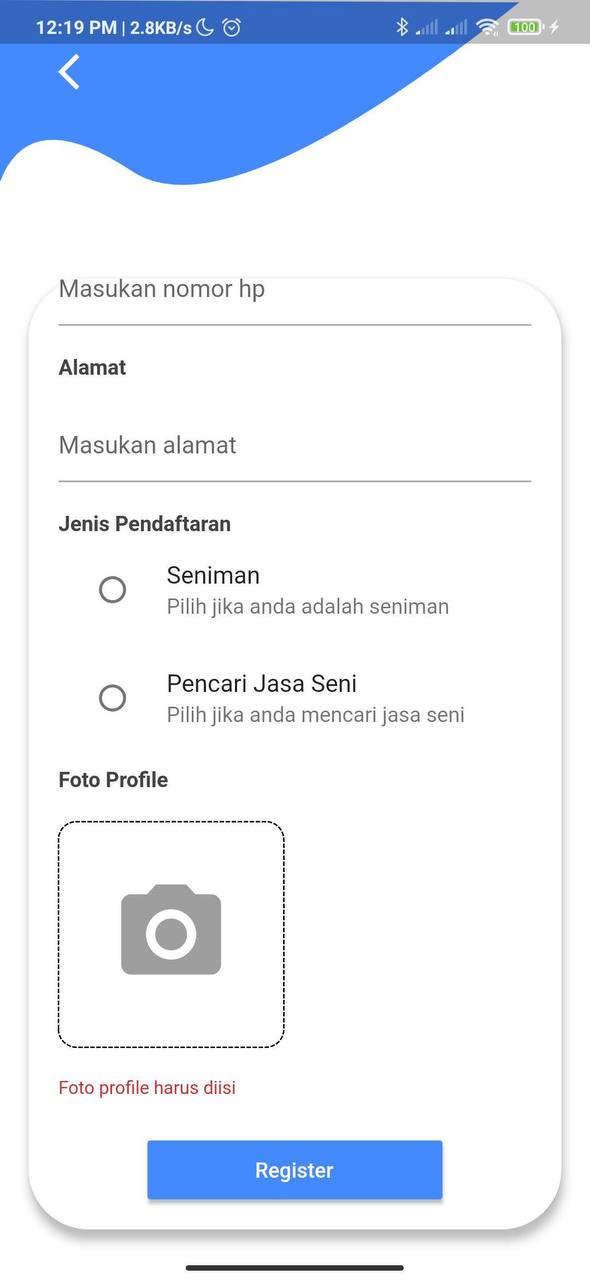 12:19 PM | 2.8KB/s
100
Masukan nomor hp
Alamat
Masukan alamat
Jenis Pendaftaran
Seniman
Pilih jika anda adalah seniman
Pencari Jasa Seni
Pilih jika anda mencari jasa seni
Foto Profile
Foto profile harus diisi
Register